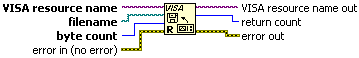 VISA resource name
filename
byte count
error in (no error)
VISA
R
VISA resource name out
return count
error out